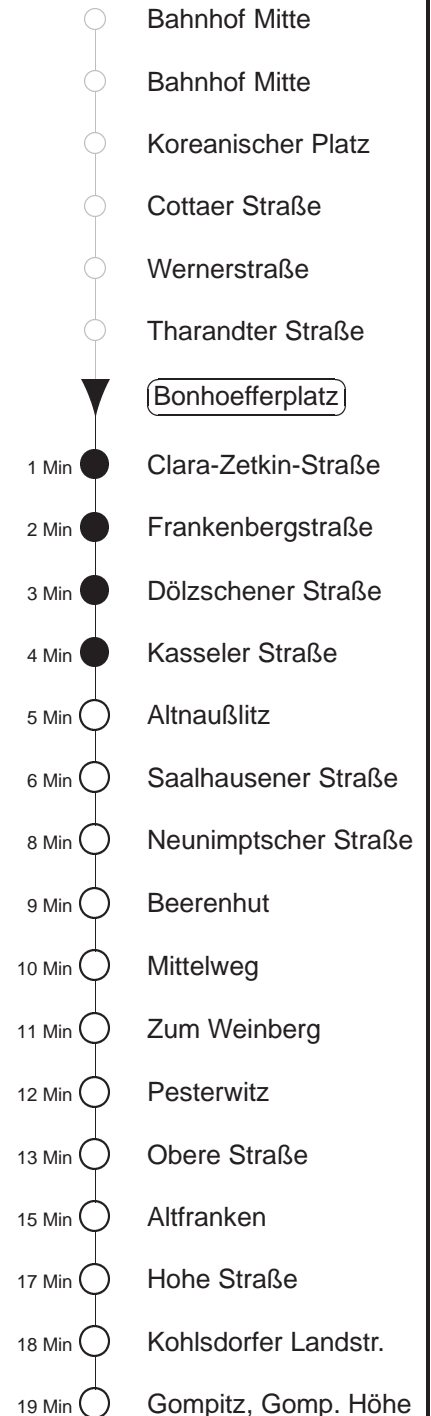 Bahnhof Mitte
Bahnhof Mitte
Koreanischer Platz
Cottaer Straße
Wernerstraße
Tharandter Straße
Bonhoefferplatz
1 Min Clara-Zetkin-Straße
2 Min Frankenbergstraße
3 Min Dölzschener Straße
4 Min Kasseler Straße
5 Min Altnaußlitz
6 Min Saalhausener Straße
8 Min Neunimptscher Straße
9 Min Beerenhut
10 Min Mittelweg
11 Min Zum Weinberg
12 Min Pesterwitz
13 Min Obere Straße
15 Min Altfranken
17 Min Hohe Straße
18 Min Kohlsdorfer Landstr.
19 Min Gompitz, Gomp. Höhe